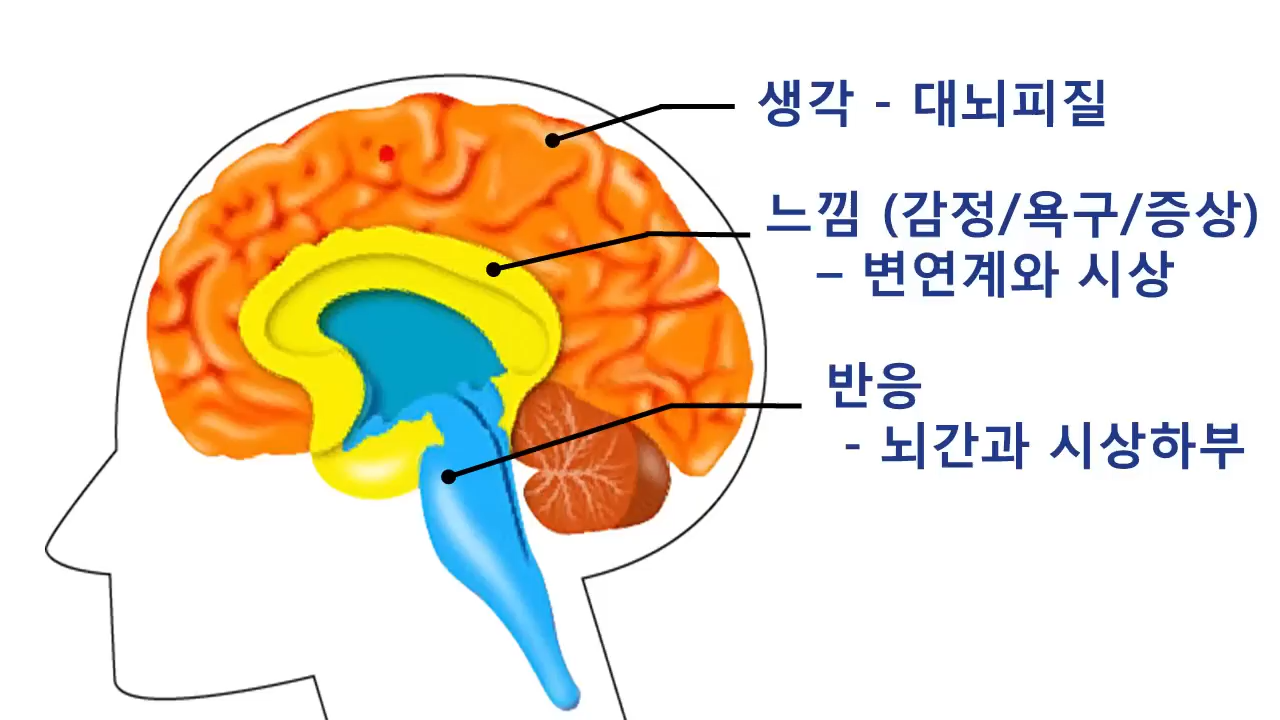 생각 - 대뇌피질
느낌 (감정/욕구/증상)
– 변연계와 시상
반응
- 뇌간과 시상하부